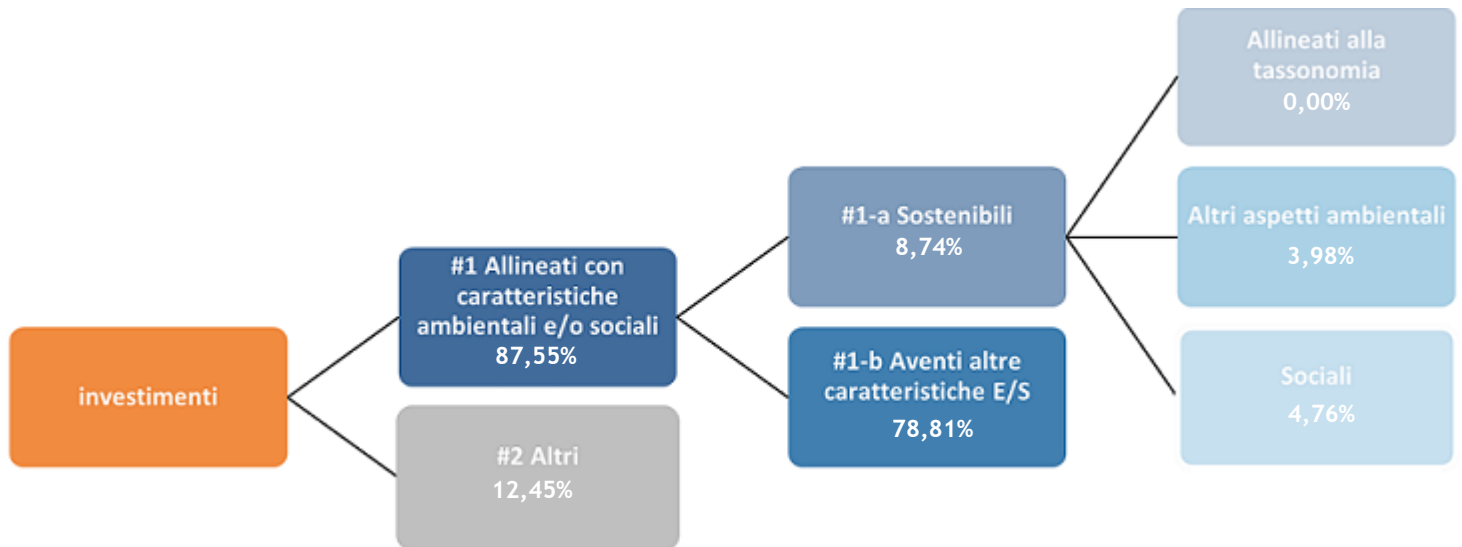 investimenti
#1 Allineati con
caratteristiche
ambientali e/o sociali
87,55%
#2 Altri
12,45%
#1-a Sostenibili
8,74%
#1-b Aventi altre
caratteristiche E/S
78,81%
Allineati alla
tassonomia
0,00%
Altri aspetti ambientali
3,98%
Sociali
4,76%